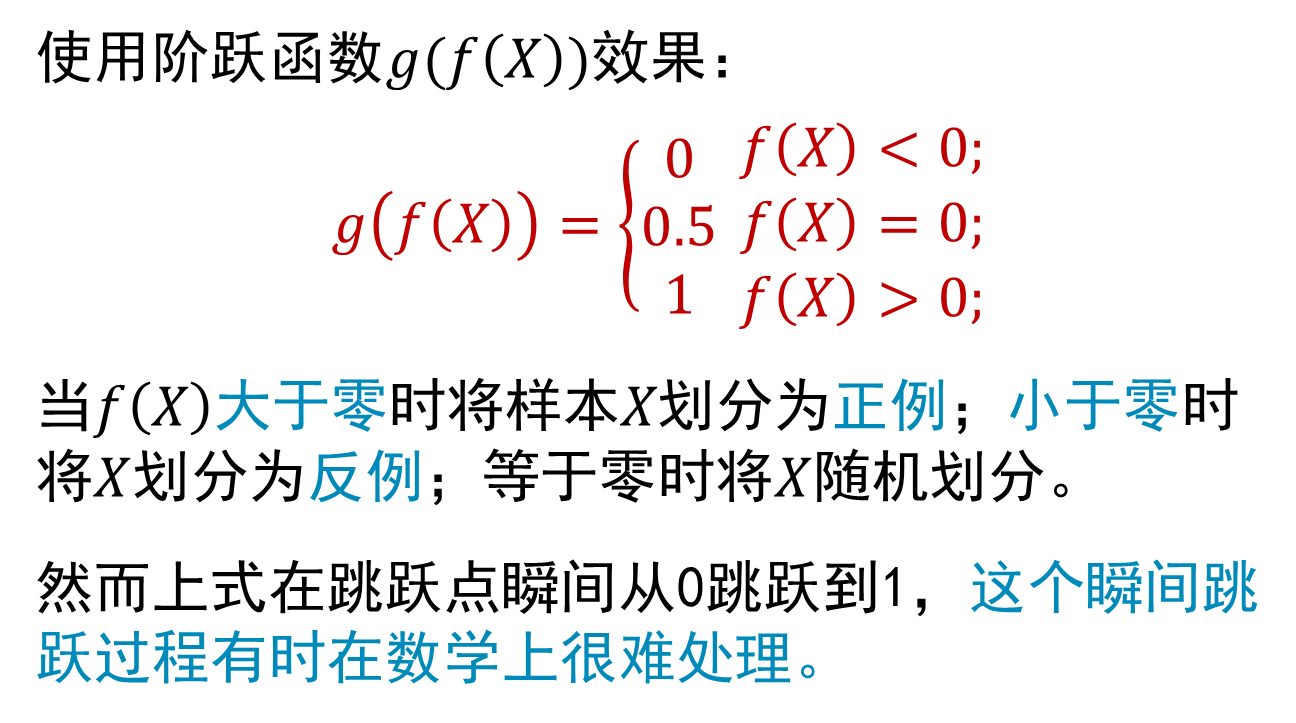 使用阶跃函数g(f(X))效果：
0 f(X) < 0;
g(f(X)) = { 0.5 f(X) = 0;
1 f(X) > 0;
当f(X)大于零时将样本X划分为正例；小于零时
将X划分为反例；等于零时将X随机划分。
然而上式在跳跃点瞬间从0跳跃到1，这个瞬间跳
跃过程有时在数学上很难处理。